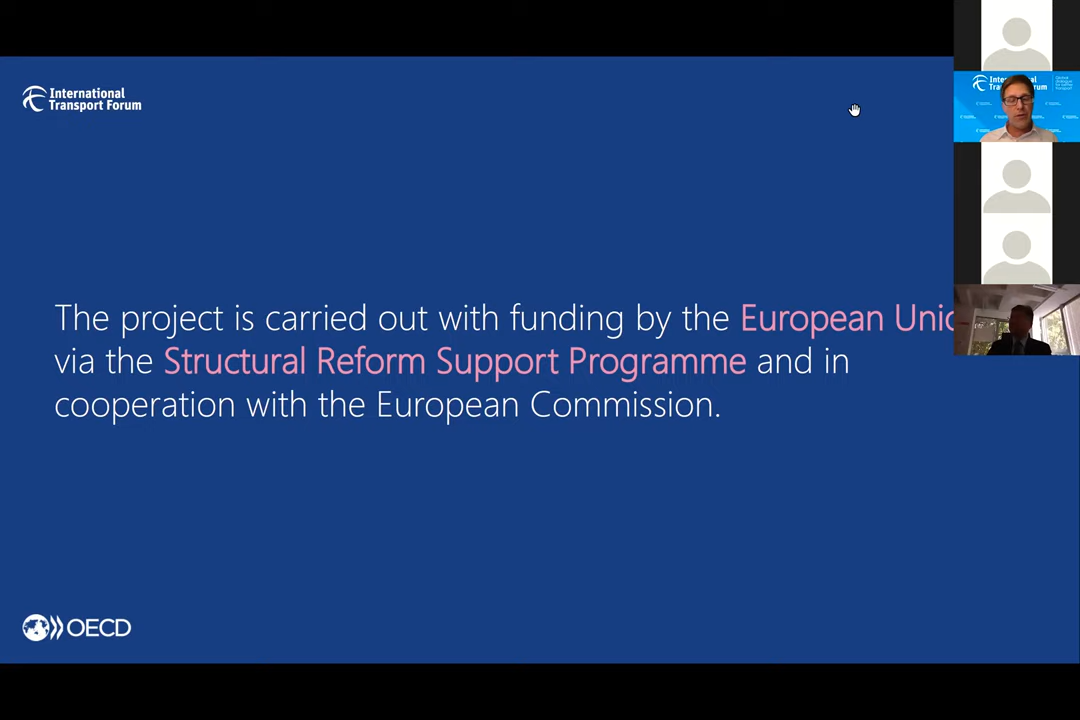 International
Transport Forum
The project is carried out with funding by the European
via the Structural Reform Support Programme and in
cooperation with the European Commission.
OECD